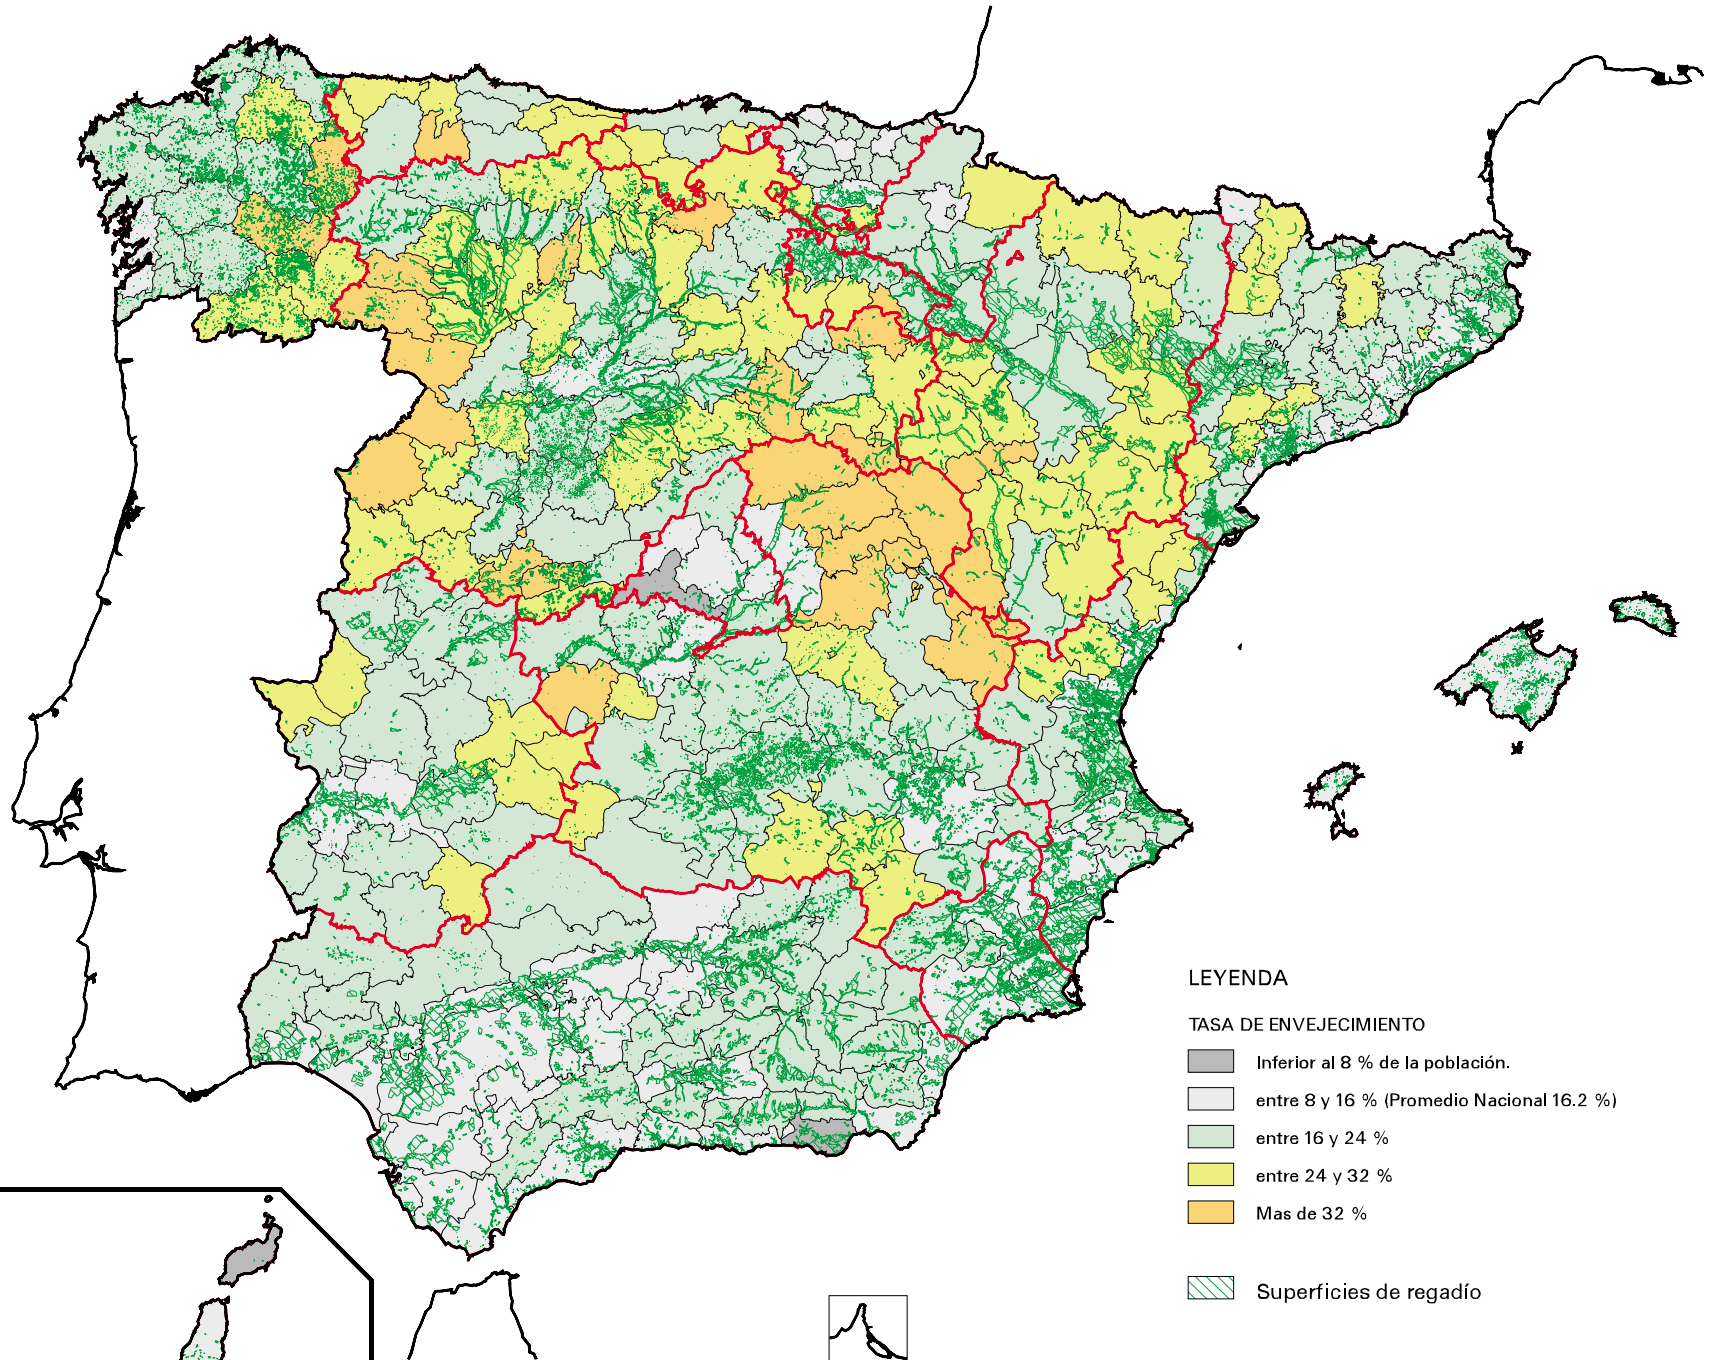 LEYENDA
TASA DE ENVEJECIMIENTO
Inferior al 8 % de la población.
entre 8 y 16 % (Promedio Nacional 16.2 %)
entre 16 y 24 %
entre 24 y 32 %
Mas de 32 %
Superficies de regadío